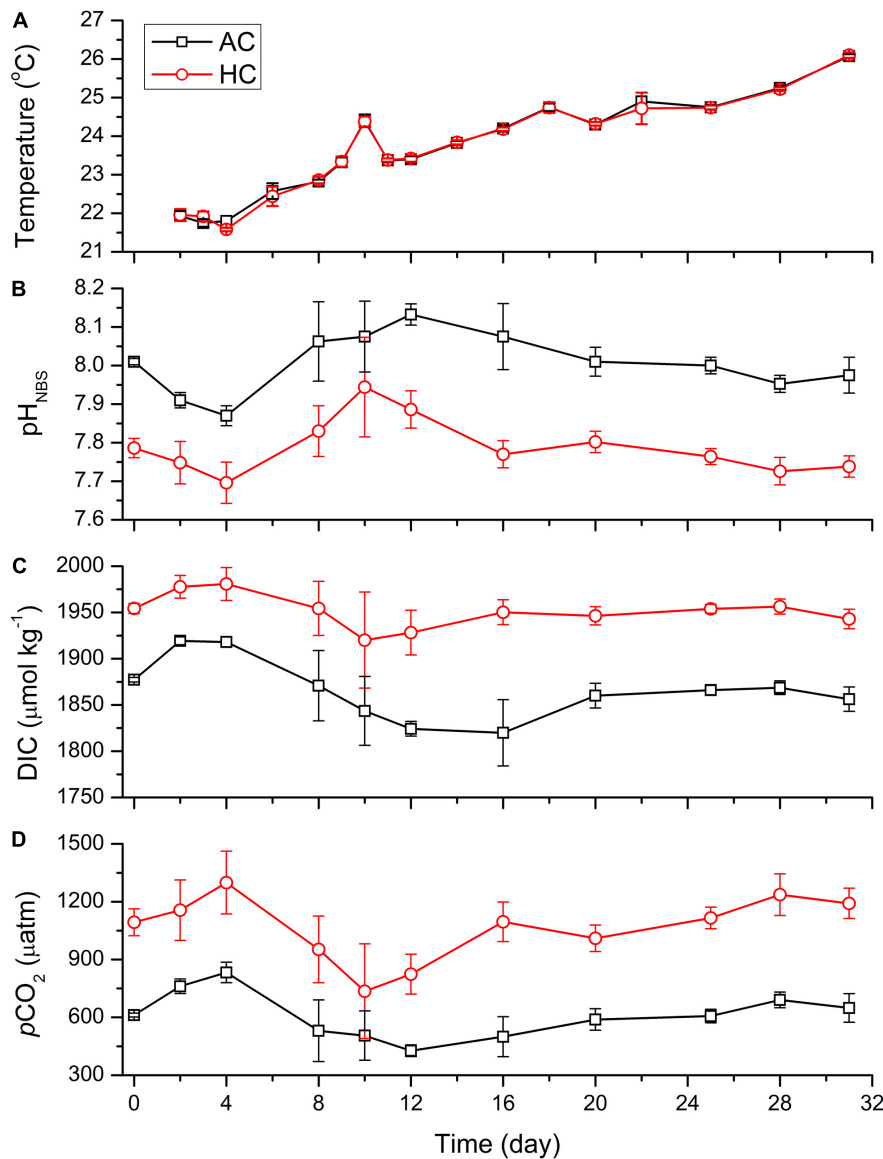 A
AC
HC
27
26
25
24
23
22
21
Temperature (°C)
B
8.2
8.1
8.0
7.9
7.8
7.7
7.6
pH_NBS
C
2000
1950
1900
1850
1800
1750
DIC (μmol kg⁻¹)
D
1500
1200
900
600
300
pCO₂ (μatm)
0 4 8 12 16 20 24 28 32
Time (day)